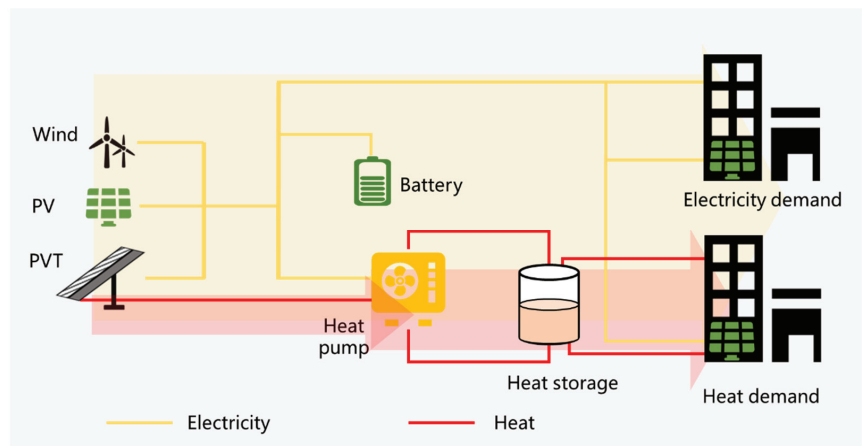 Wind
PV
PVT
Battery
Electricity demand
Heat
pump
Heat storage
Heat demand
Electricity
Heat